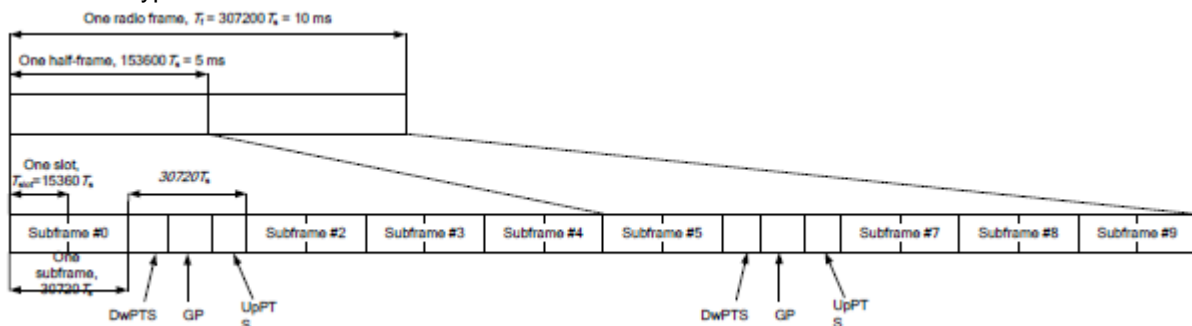 One radio frame, Tf = 307200 Ts = 10 ms
One half-frame, 153600 Ts = 5 ms
One slot,
Tslot=15360 Ts
30720Ts
Subframe #0
Subframe #2
Subframe #3
Subframe #4
Subframe #5
Subframe #7
Subframe #8
Subframe #9
One
subframe,
30720 Ts
DwPTS
GP
UpPT
S
DwPTS
GP
UpPT
S